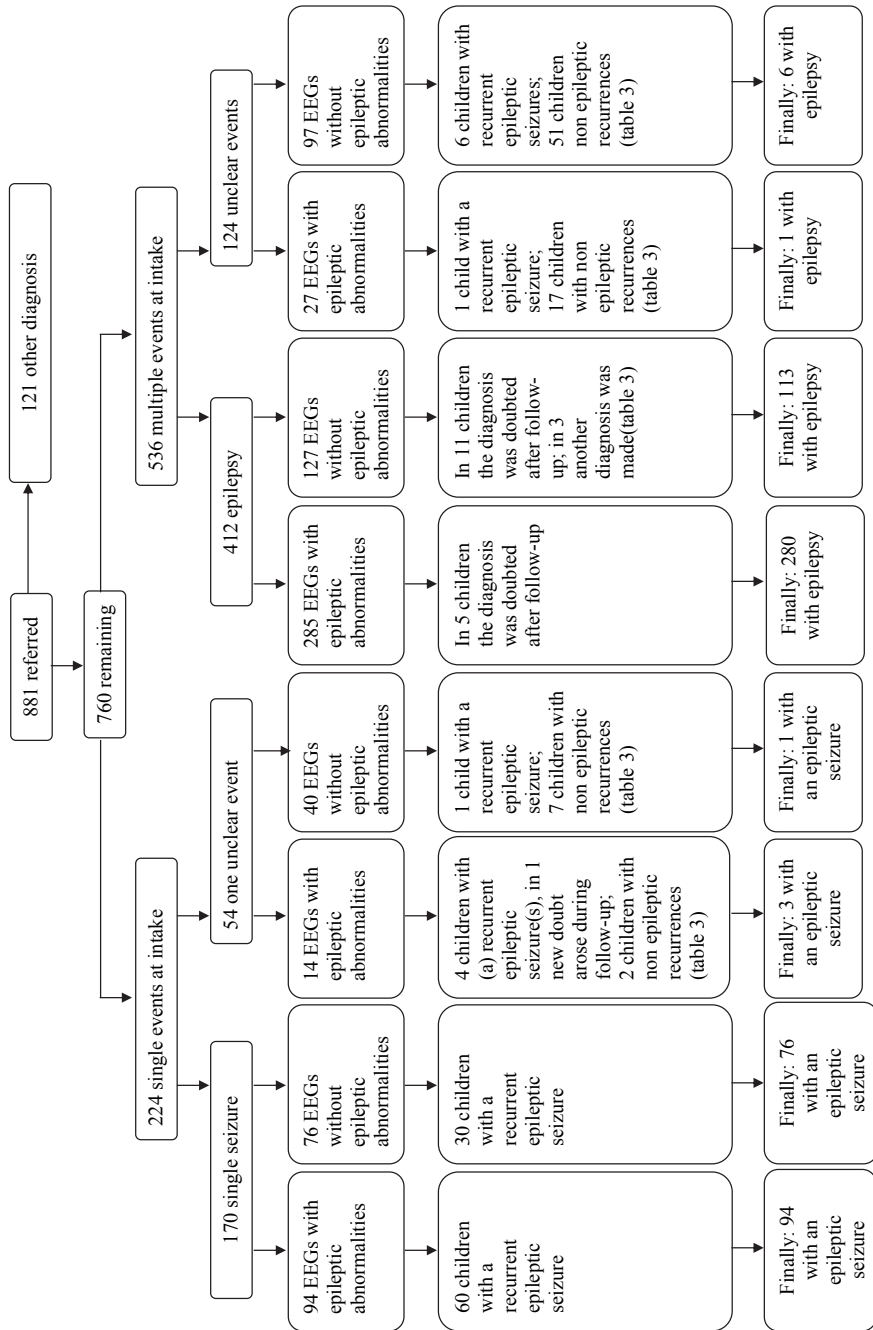 881 referred
121 other diagnosis
760 remaining
224 single events at intake
536 multiple events at intake
170 single seizure
54 one unclear event
412 epilepsy
124 unclear events
94 EEGs with
epileptic
abnormalities
76 EEGs
without
epileptic
abnormalities
14 EEGs with
epileptic
abnormalities
40 EEGs
without
epileptic
abnormalities
285 EEGs with
epileptic
abnormalities
127 EEGs
without
epileptic
abnormalities
27 EEGs with
epileptic
abnormalities
97 EEGs
without
epileptic
abnormalities
60 children
with a
recurrent
epileptic
seizure
30 children
with a
recurrent
epileptic
seizure
4 children with
(a) recurrent
epileptic
seizure(s), in 1
new doubt
arose during
follow-up;
2 children with
non epileptic
recurrences
(table 3)
1 child with a
recurrent
epileptic
seizure;
7 children with
non epileptic
recurrences
(table 3)
In 5 children
the diagnosis
was doubted
after follow-up
In 11 children
the diagnosis
was doubted
after follow-
up; in 3
another
diagnosis was
made(table 3)
1 child with a
recurrent
epileptic
seizure;
17 children
with non
epileptic
recurrences
(table 3)
6 children with
recurrent
epileptic
seizures;
51 children
non epileptic
recurrences
(table 3)
Finally: 94
with an
epileptic
seizure
Finally: 76
with an
epileptic
seizure
Finally: 3 with
an epileptic
seizure
Finally: 1 with
an epileptic
seizure
Finally: 280
with epilepsy
Finally: 113
with epilepsy
Finally: 1 with
epilepsy
Finally: 6 with
epilepsy